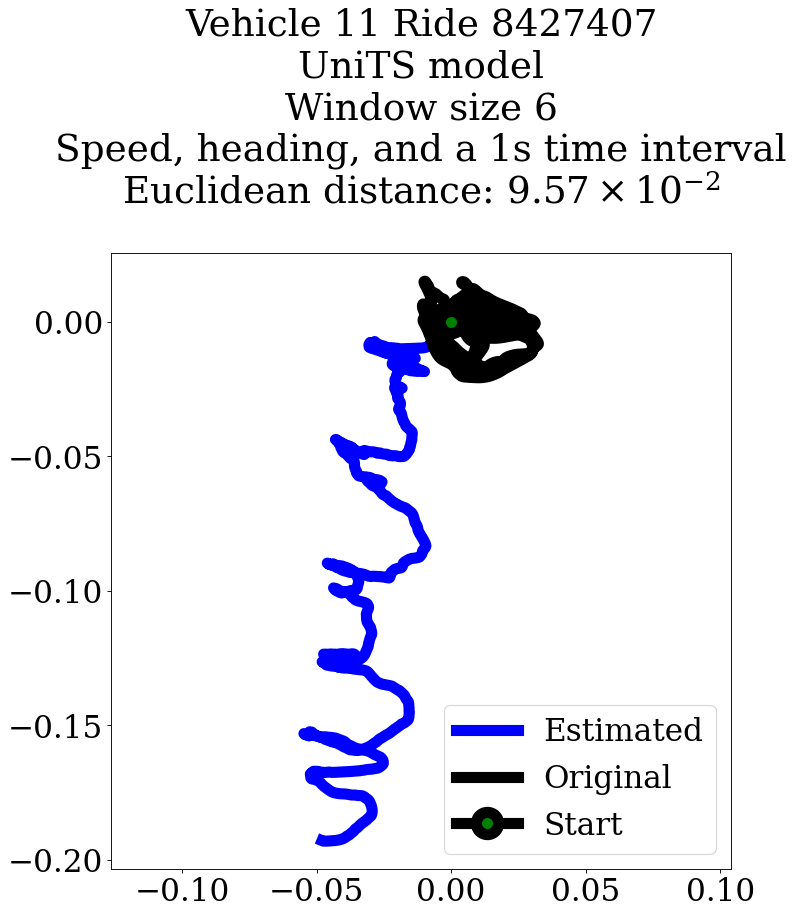 Vehicle 11 Ride 8427407
UniTS model
Window size 6
Speed, heading, and a 1s time interval
Euclidean distance: 9.57 × 10⁻²
0.00
−0.05
−0.10
−0.15
−0.20
Estimated
Original
Start
−0.10
−0.05
0.00
0.05
0.10